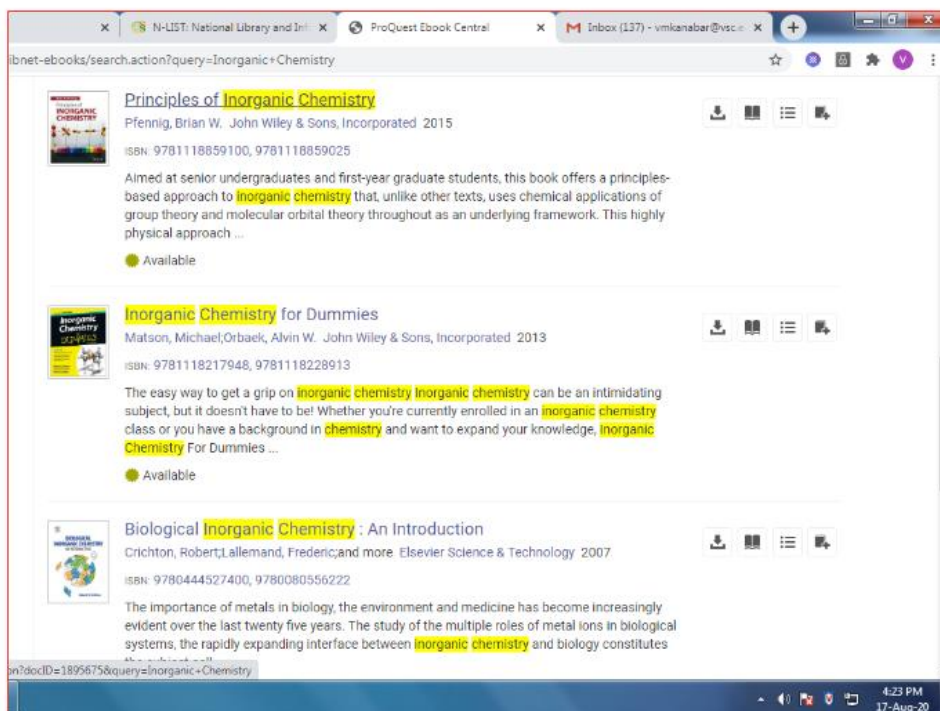 N-LIST: National Library and Inf
ProQuest Ebook Central
Inbox (137) - vmkanabar@vsc.e
ibnet-ebooks/search.action?query=Inorganic+Chemistry
V
Principles of Inorganic Chemistry
Pfennig, Brian W. John Wiley & Sons, Incorporated 2015
ISBN: 9781118859100, 9781118859025
Aimed at senior undergraduates and first-year graduate students, this book offers a principles-
based approach to inorganic chemistry that, unlike other texts, uses chemical applications of
group theory and molecular orbital theory throughout as an underlying framework. This highly
physical approach ...
Available
INORGANIC
CHEMISTRY
Inorganic Chemistry for Dummies
Matson, Michael;Orbaek, Alvin W. John Wiley & Sons, Incorporated 2013
ISBN: 9781118217948, 9781118228913
The easy way to get a grip on inorganic chemistry Inorganic chemistry can be an intimidating
subject, but it doesn't have to be! Whether you're currently enrolled in an inorganic chemistry
class or you have a background in chemistry and want to expand your knowledge, Inorganic
Chemistry For Dummies ...
Available
Inorganic
Chemistry
Biological Inorganic Chemistry : An Introduction
Crichton, Robert;Lallemand, Frederic;and more Elsevier Science & Technology 2007
ISBN: 9780444527400, 9780080556222
The importance of metals in biology, the environment and medicine has become increasingly
evident over the last twenty five years. The study of the multiple roles of metal ions in biological
systems, the rapidly expanding interface between inorganic chemistry and biology constitutes
n?docID=1895675&query=Inorganic+Chemistry
4:23 PM
17-Aug-20